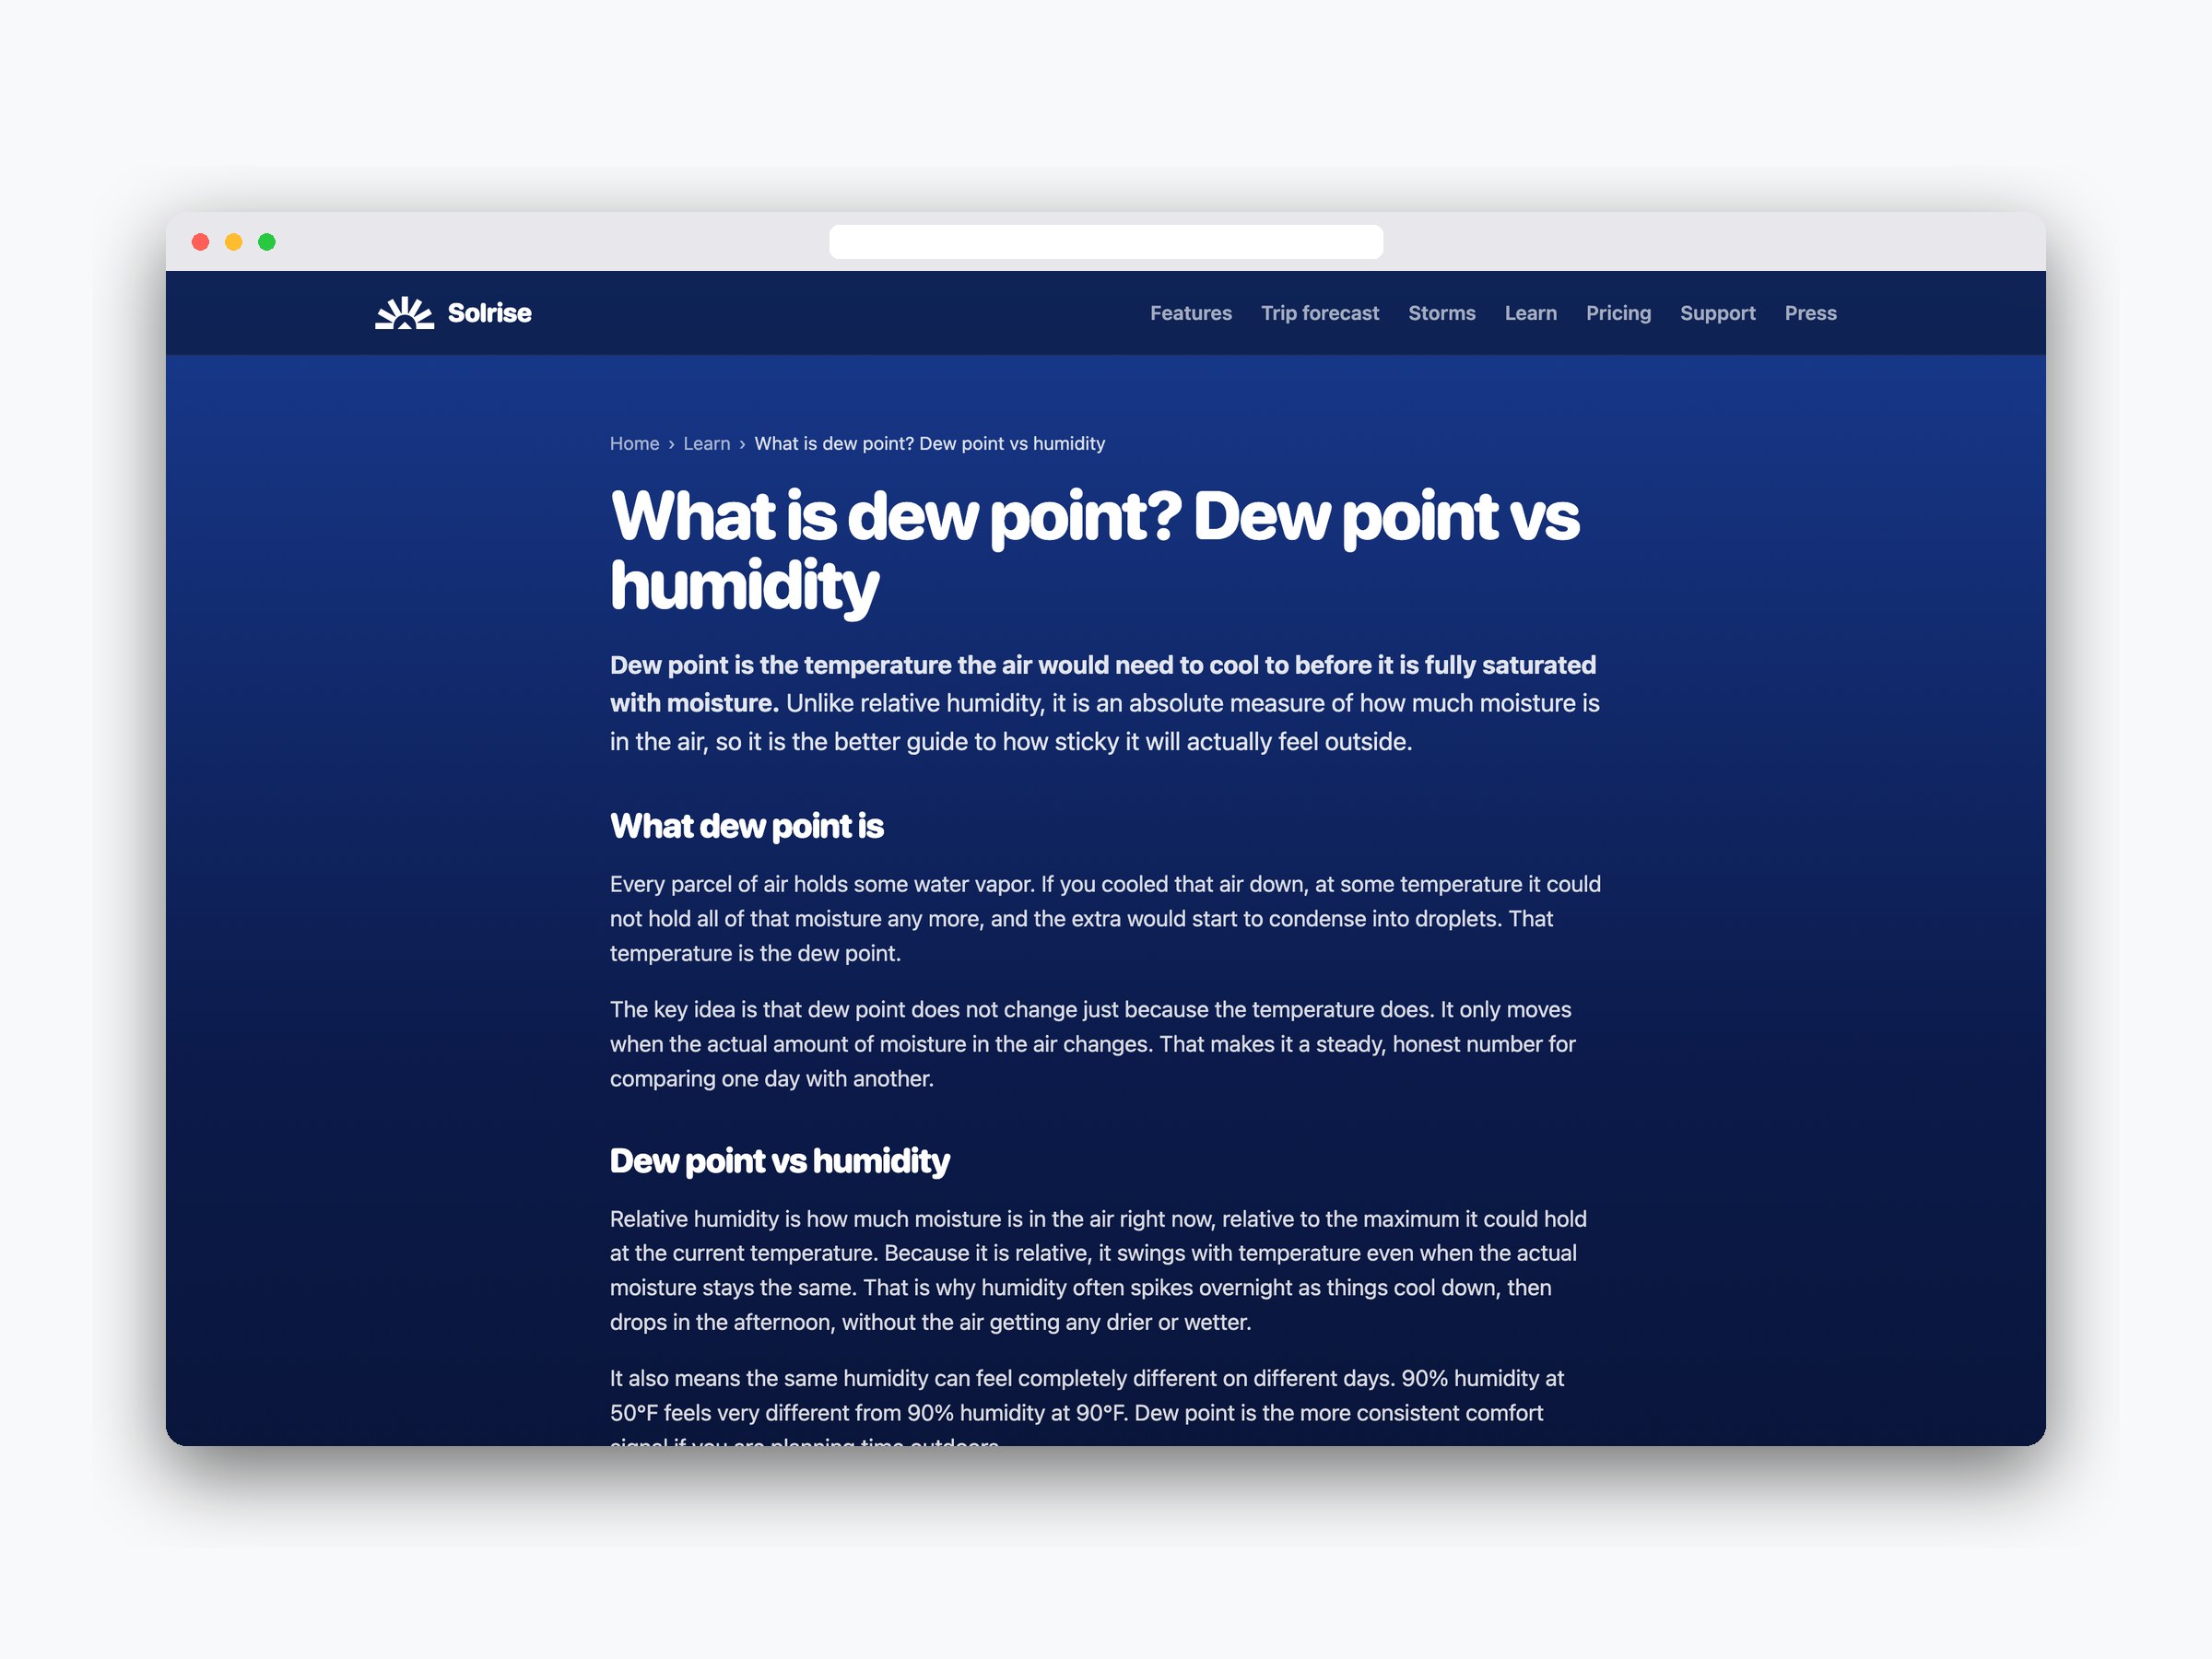 Solrise
Features Trip forecast Storms Learn Pricing Support Press
Home › Learn › What is dew point? Dew point vs humidity
What is dew point? Dew point vs
humidity
Dew point is the temperature the air would need to cool to before it is fully saturated
with moisture. Unlike relative humidity, it is an absolute measure of how much moisture is
in the air, so it is the better guide to how sticky it will actually feel outside.
What dew point is
Every parcel of air holds some water vapor. If you cooled that air down, at some temperature it could
not hold all of that moisture any more, and the extra would start to condense into droplets. That
temperature is the dew point.
The key idea is that dew point does not change just because the temperature does. It only moves
when the actual amount of moisture in the air changes. That makes it a steady, honest number for
comparing one day with another.
Dew point vs humidity
Relative humidity is how much moisture is in the air right now, relative to the maximum it could hold
at the current temperature. Because it is relative, it swings with temperature even when the actual
moisture stays the same. That is why humidity often spikes overnight as things cool down, then
drops in the afternoon, without the air getting any drier or wetter.
It also means the same humidity can feel completely different on different days. 90% humidity at
50°F feels very different from 90% humidity at 90°F. Dew point is the more consistent comfort
signal if you are planning time outdoors.